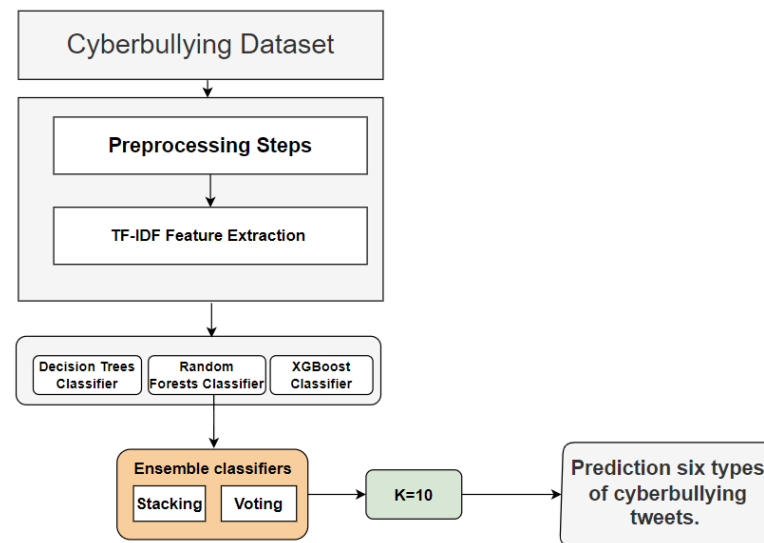 Cyberbullying Dataset
Preprocessing Steps
TF-IDF Feature Extraction
Decision Trees
Classifier
Random
Forests Classifier
XGBoost
Classifier
Ensemble classifiers
Stacking
Voting
K=10
Prediction six types
of cyberbullying
tweets.